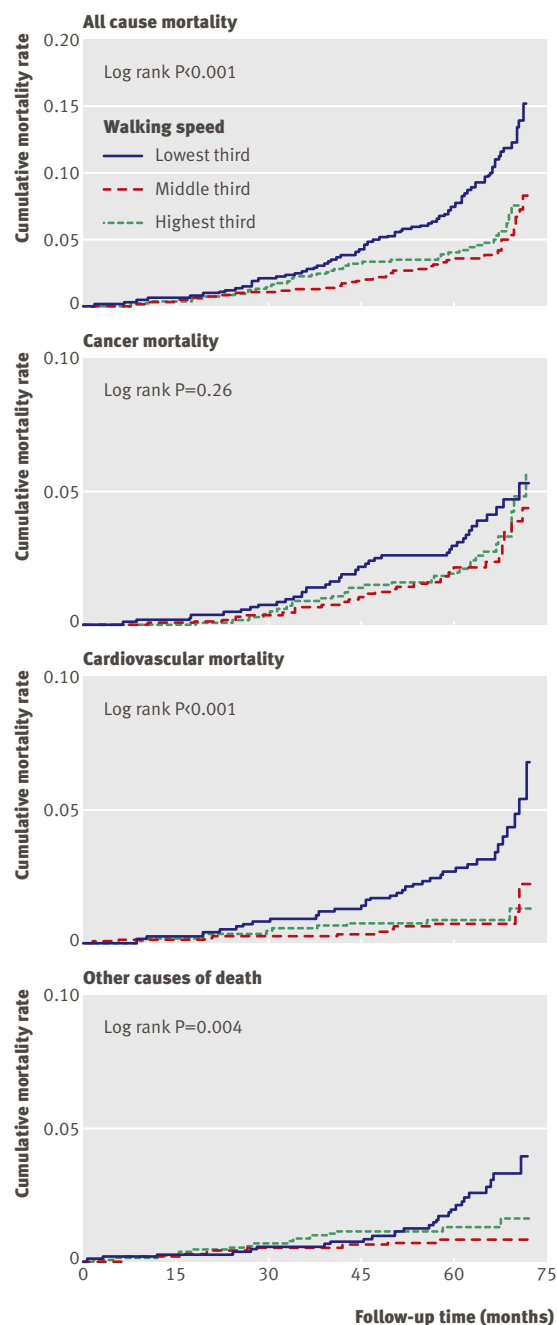 All cause mortality
Cumulative mortality rate
0.20
0.15
0.10
0.05
0
Log rank P<0.001
Walking speed
Lowest third
Middle third
Highest third
Cancer mortality
Cumulative mortality rate
0.10
0.05
0
Log rank P=0.26
Cardiovascular mortality
Cumulative mortality rate
0.10
0.05
0
Log rank P<0.001
Other causes of death
Cumulative mortality rate
0.10
0.05
0
Log rank P=0.004
0 15 30 45 60 75
Follow-up time (months)